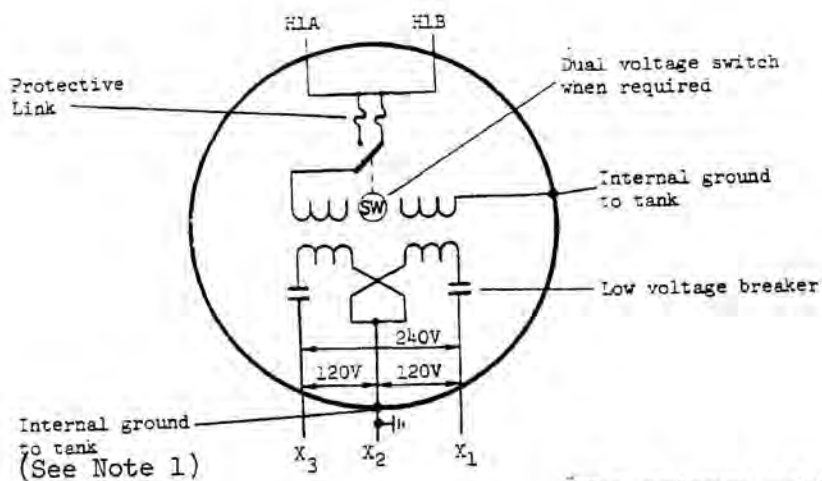 H1A H1B
Protective
Link
Dual voltage switch
when required
SW
Internal ground
to tank
Low voltage breaker
240V
120V 120V
Internal ground
to tank
(See Note 1)
X3 X2 X1